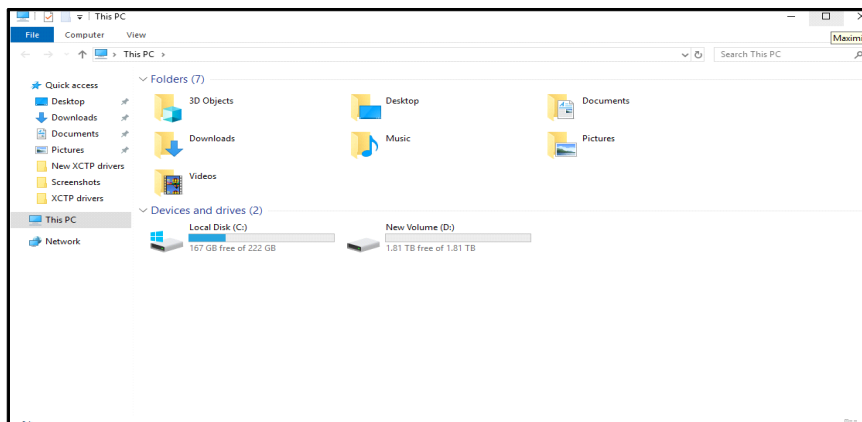 This PC
File Computer View
Maximi
This PC
Search This PC
Quick access
Desktop
Downloads
Documents
Pictures
New XCTP drivers
Screenshots
XCTP drivers
This PC
Network
Folders (7)
3D Objects Desktop Documents
Downloads Music Pictures
Videos
Devices and drives (2)
Local Disk (C:) New Volume (D:)
167 GB free of 222 GB 1.81 TB free of 1.81 TB